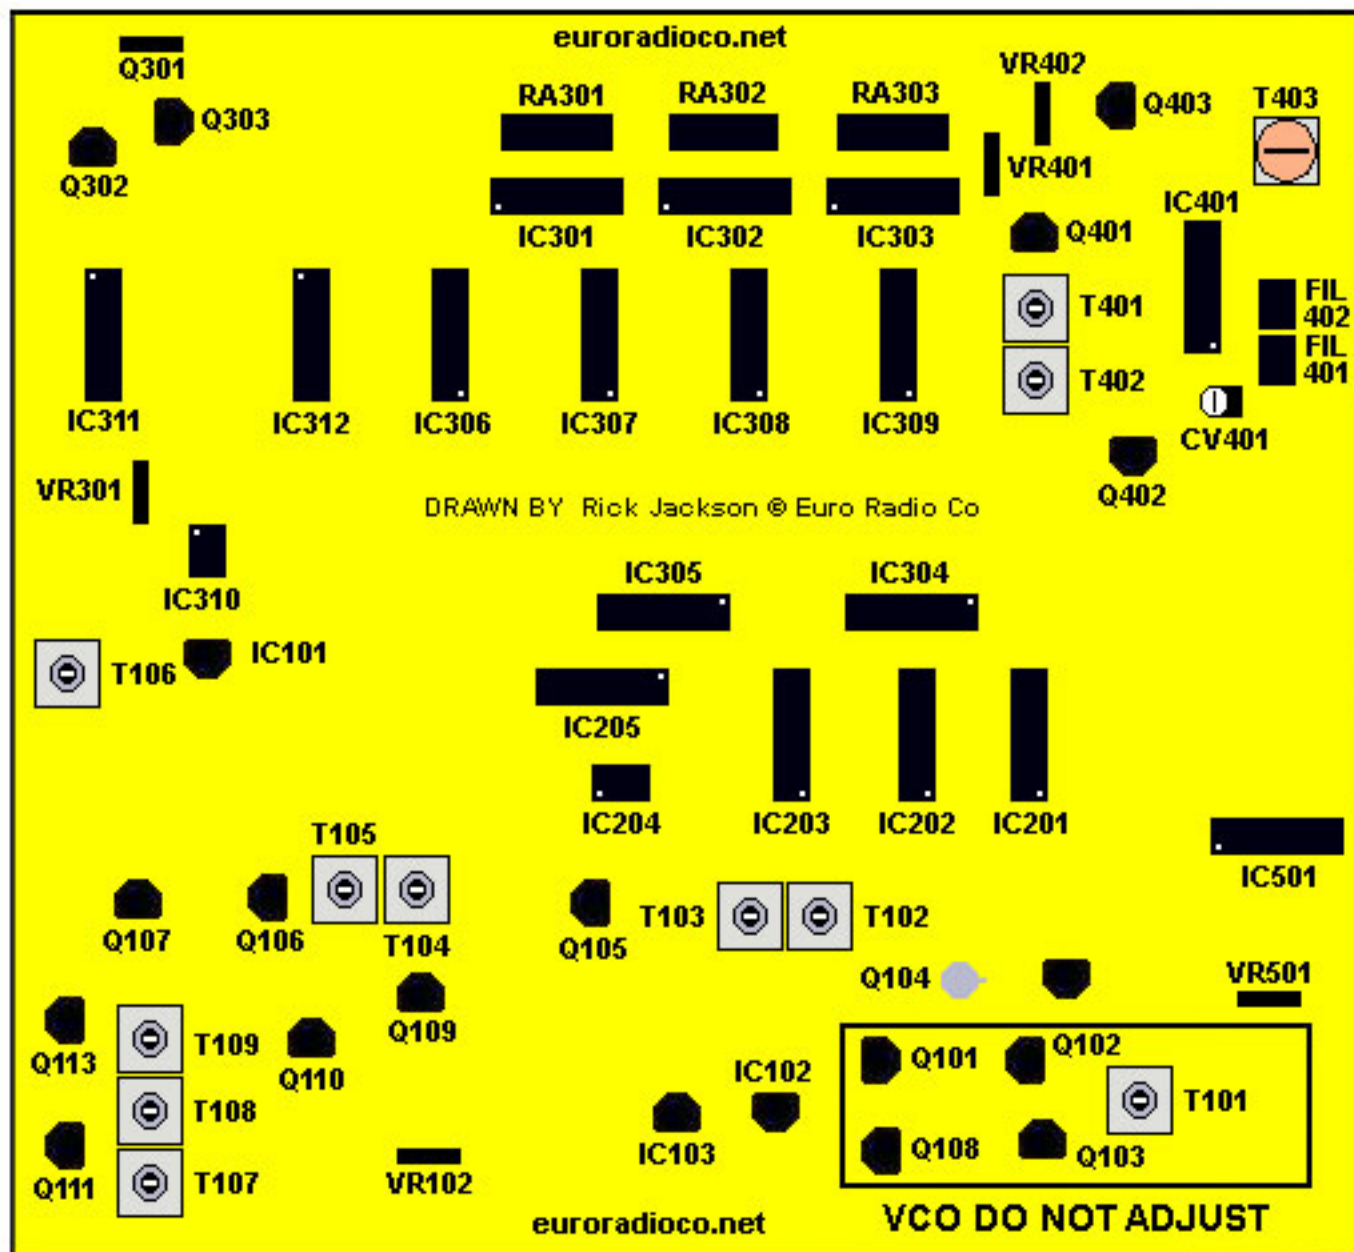 euroradioco.net
Q301
Q303
Q302
RA301
RA302
RA303
VR402
Q403
T403
VR401
IC301
IC302
IC303
Q401
IC401
T401
FIL
402
T402
FIL
401
IC311
IC312
IC306
IC307
IC308
IC309
CV401
VR301
DRAWN BY Rick Jackson © Euro Radio Co
Q402
IC310
IC305
IC304
T106
IC101
IC205
IC204
IC203
IC202
IC201
T105
IC501
Q107
Q106
T104
Q105
T103
T102
Q104
VR501
Q113
T109
Q110
Q109
IC102
Q101
Q102
T108
T101
Q111
T107
VR102
IC103
Q108
Q103
euroradioco.net
VCO DO NOT ADJUST